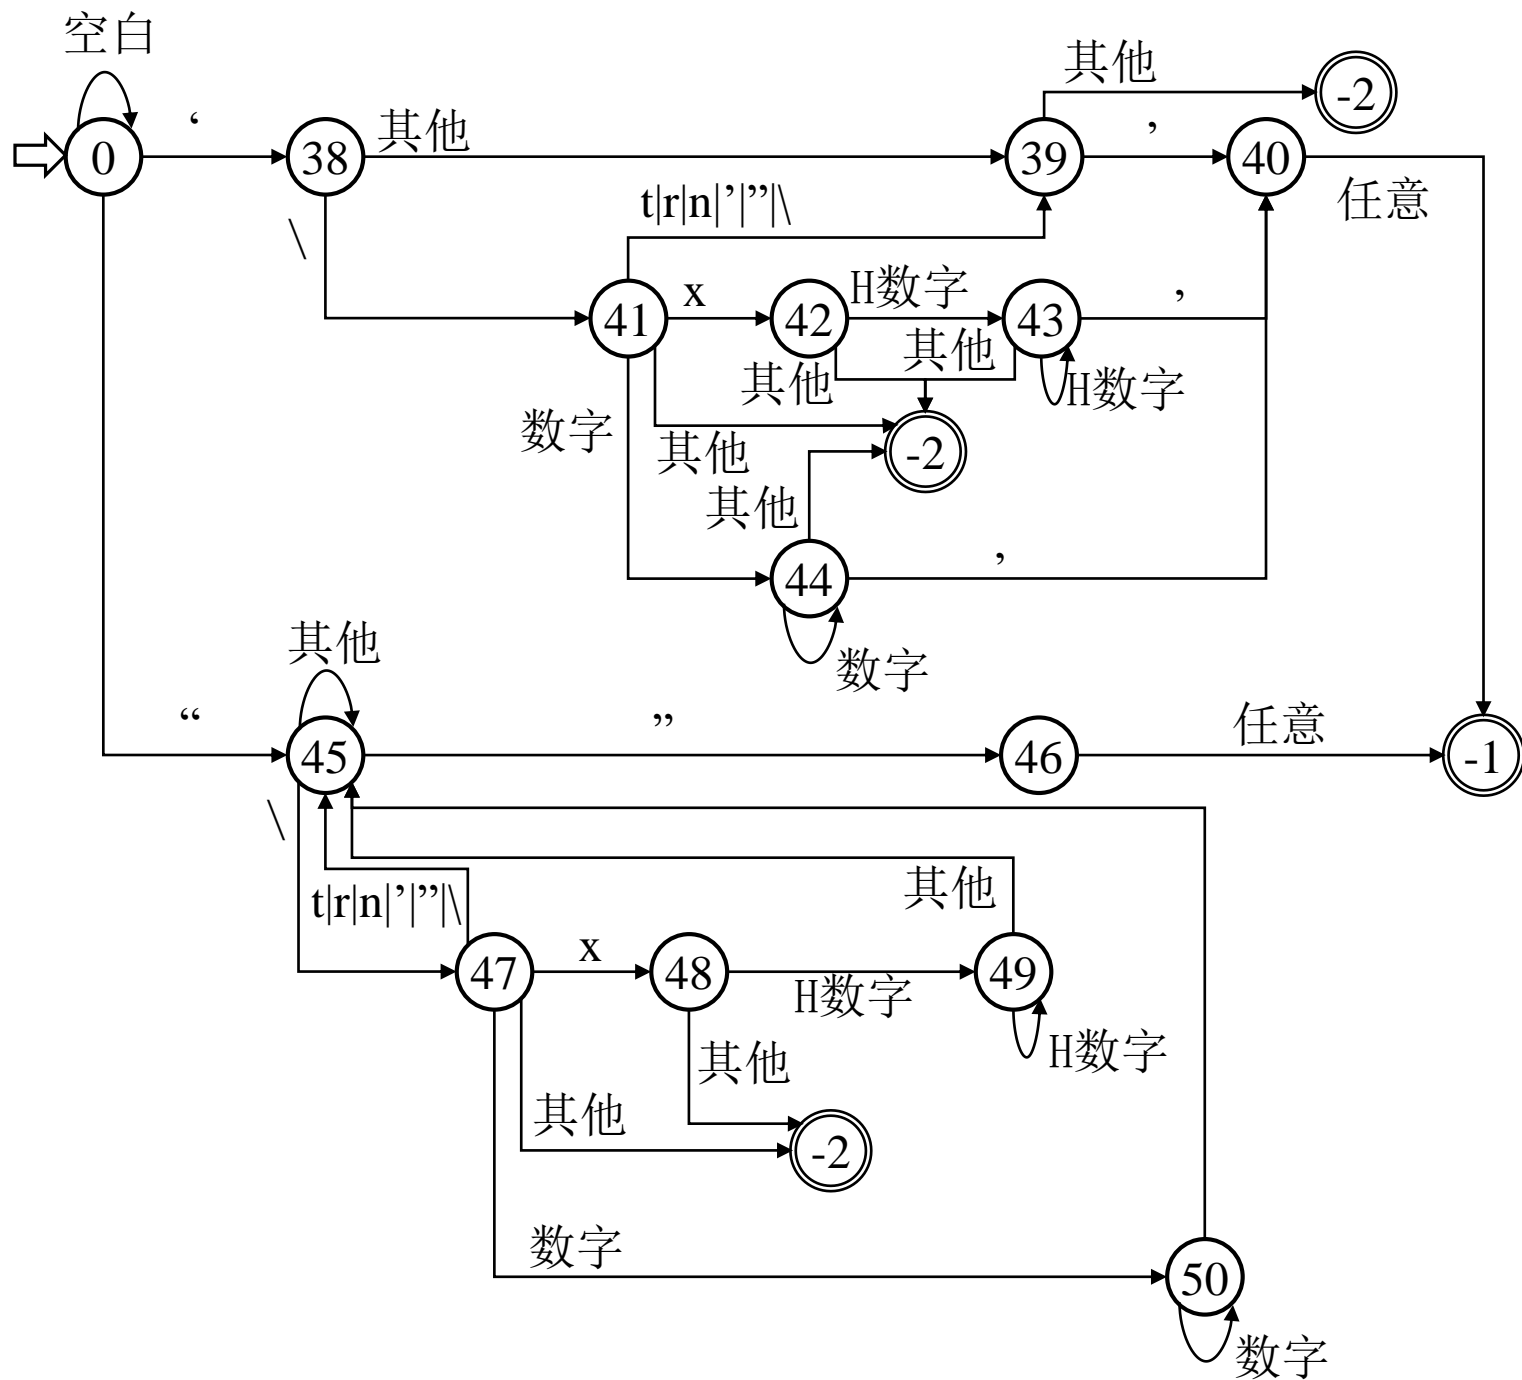 空白
其他
-2
‘
’
0
38
其他
39
40
任意
t|r|n|’|”|\
\
41
x
42
H数字
43
’
其他
其他
H数字
数字
其他
-2
其他
44
’
数字
其他
“
45
”
46
任意
-1
\
t|r|n|’|”|\
其他
47
x
48
H数字
49
其他
H数字
其他
-2
数字
50
数字